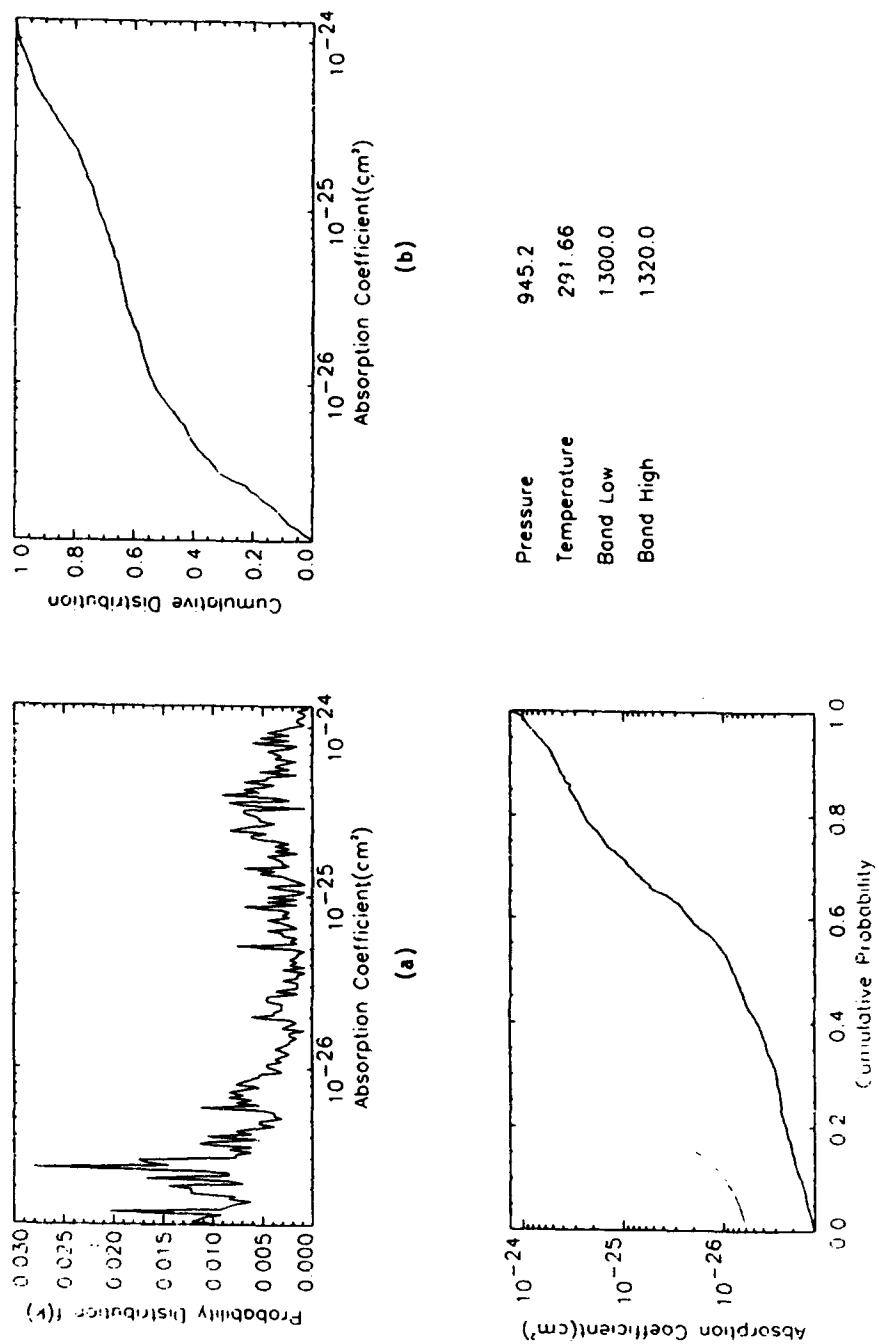 Probability Distribution f(k)
0 030
0 025
0 020
0 015
0 010
0 005
0 000
10−26
10−25
10−24
Absorption Coefficient(cm²)
(a)
Cumulative Distribution
1 0
0 8
0 6
0 4
0.2
0.0
10−26
10−25
10−24
Absorption Coefficient(cm²)
(b)
Absorption Coefficient(cm²)
10−24
10−25
10−26
0.0
0 2
0.4
0 6
0 8
1 0
Cumulative Probability
Pressure 945.2
Temperature 291.66
Band Low 1300.0
Band High 1320.0